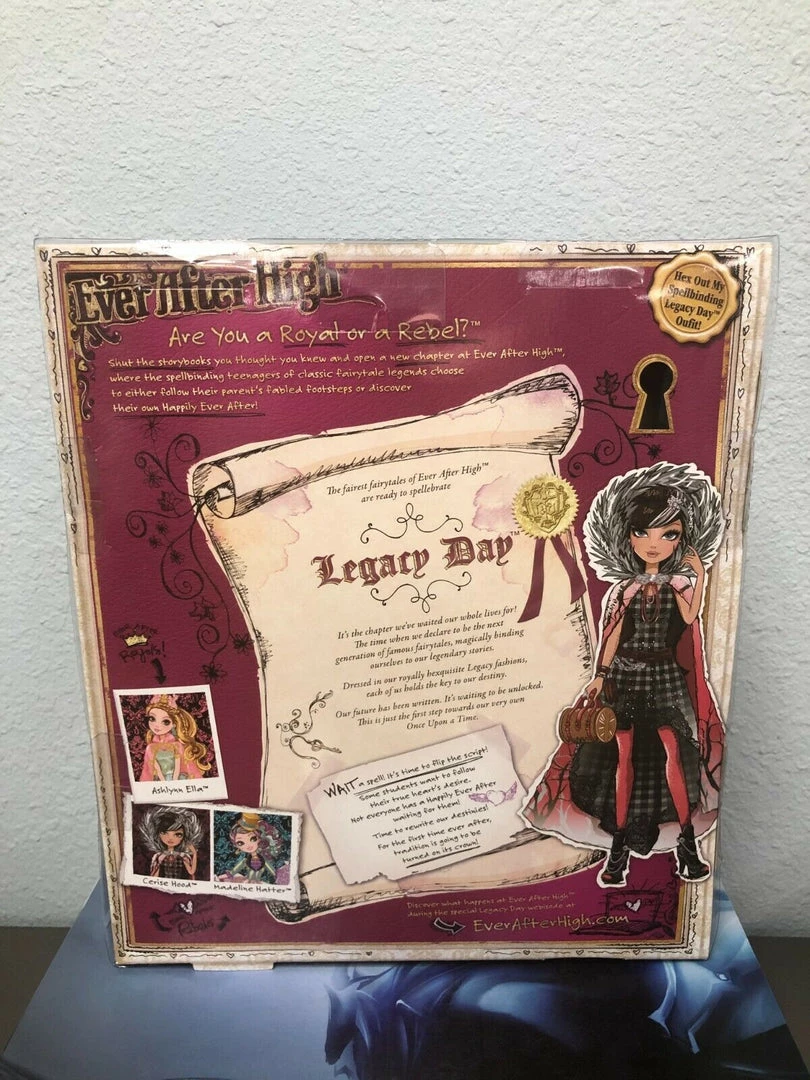 Ever After High™
Are You a Royal or a Rebel?™
Shut the storybooks you thought you knew and open a new chapter at Ever After High™,
where the spellbinding teenagers of classic fairytale legends choose
to either follow their parent's fabled footsteps or discover
their own Happily Ever After!
Hex Out My
Spellbinding
Legacy Day™
Oufit!
The fairest fairytales of Ever After High™
are ready to spellebrate
Legacy Day™
It's the chapter we've waited our whole lives for!
The time when we declare to be the next
generation of famous fairytales, magically binding
ourselves to our legendary stories.
Dressed in our royally hexquisite Legacy fashions,
each of us holds the key to our destiny.
Our future has been written. It's waiting to be unlocked.
This is just the first step towards our very own
Once Upon a Time.
WAIT a spell! It's time to flip the script!
Some students want to follow
their true heart's desire.
Not everyone has a Happily Ever After
waiting for them!
Time to rewrite our destinies!
For the first time ever after,
tradition is going to be
turned on its crown!
Royals!
Ashlynn Ella™
Cerise Hood™ Madeline Hatter™
Rebels
Discover what happens at Ever After High™
during the special Legacy Day webisode at
EverAfterHigh.com